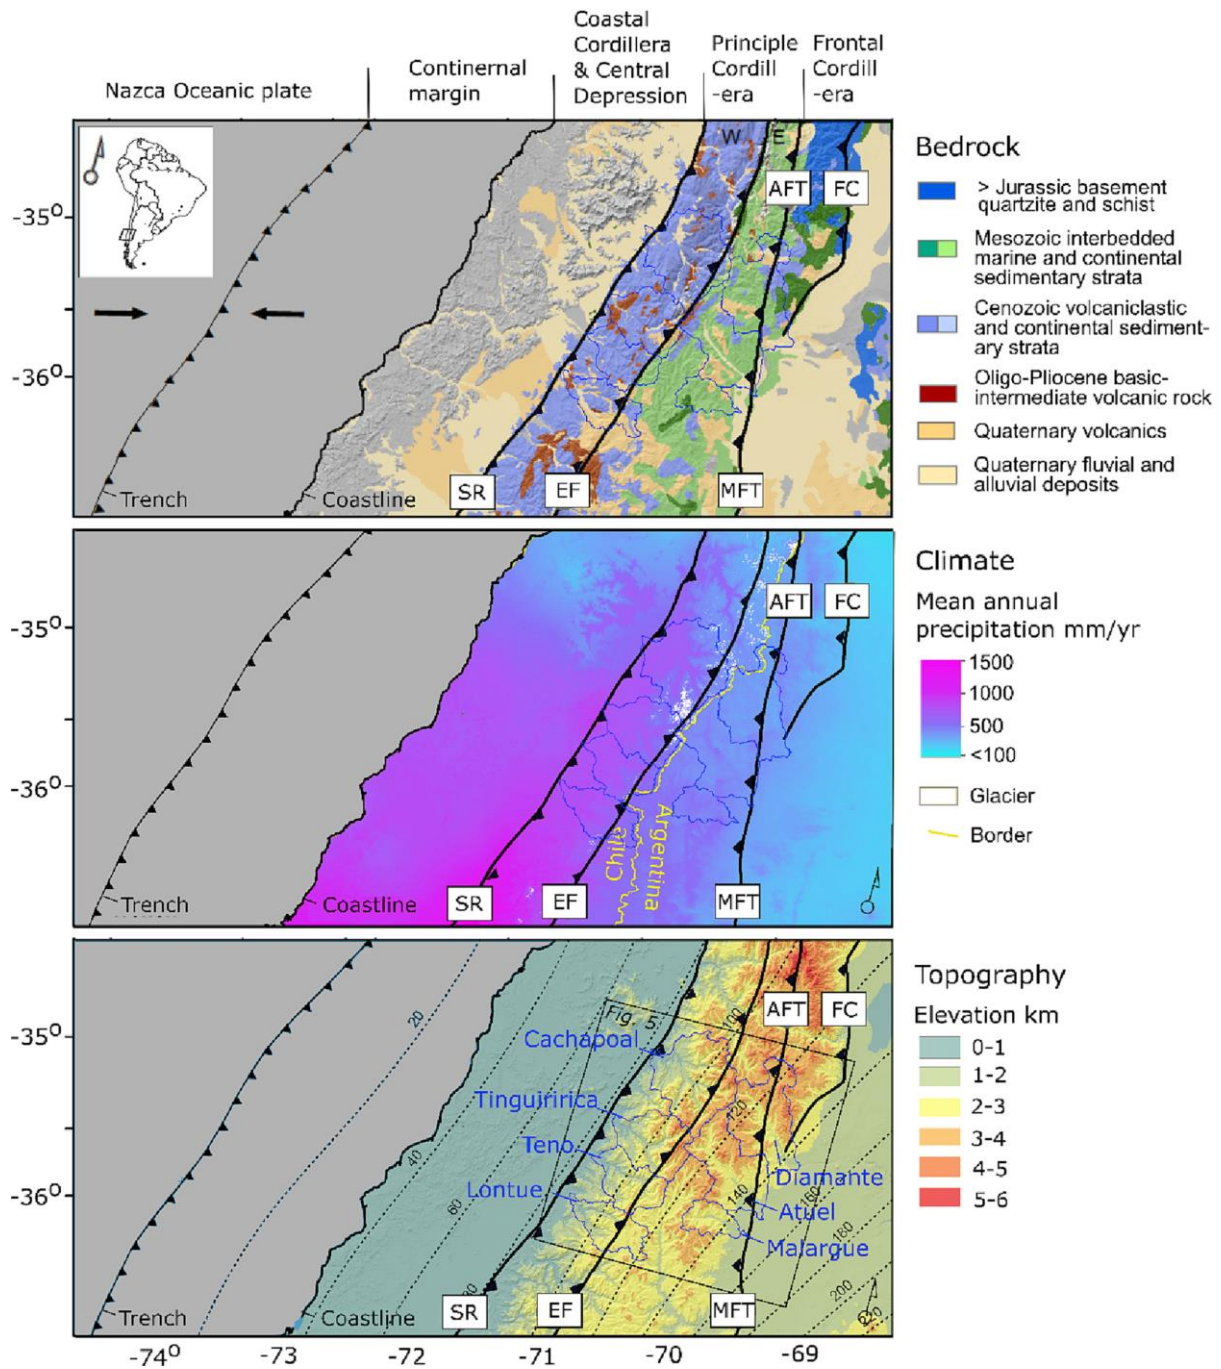 Nazca Oceanic plate
Continernal
margin
Coastal
Cordillera
& Central
Depression
Principle
Cordill
-era
Frontal
Cordill
-era
W
E
AFT
FC
-35°
-36°
Trench
Coastline
SR
EF
MFT
Bedrock
> Jurassic basement
quartzite and schist
Mesozoic interbedded
marine and continental
sedimentary strata
Cenozoic volcaniclastic
and continental sediment-
ary strata
Oligo-Pliocene basic-
intermediate volcanic rock
Quaternary volcanics
Quaternary fluvial and
alluvial deposits
AFT
FC
-35°
-36°
Argentina
Chile
Trench
Coastline
SR
EF
MFT
Climate
Mean annual
precipitation mm/yr
1500
1000
500
<100
Glacier
Border
20
40
60
100
120
140
160
180
200
220
Fig. 5
AFT
FC
-35°
-36°
Cachapoal
Tinguiririca
Teno
Lontue
Diamante
Atuel
Malargue
Trench
Coastline
SR
EF
MFT
-74°
-73
-72
-71
-70
-69
Topography
Elevation km
0-1
1-2
2-3
3-4
4-5
5-6